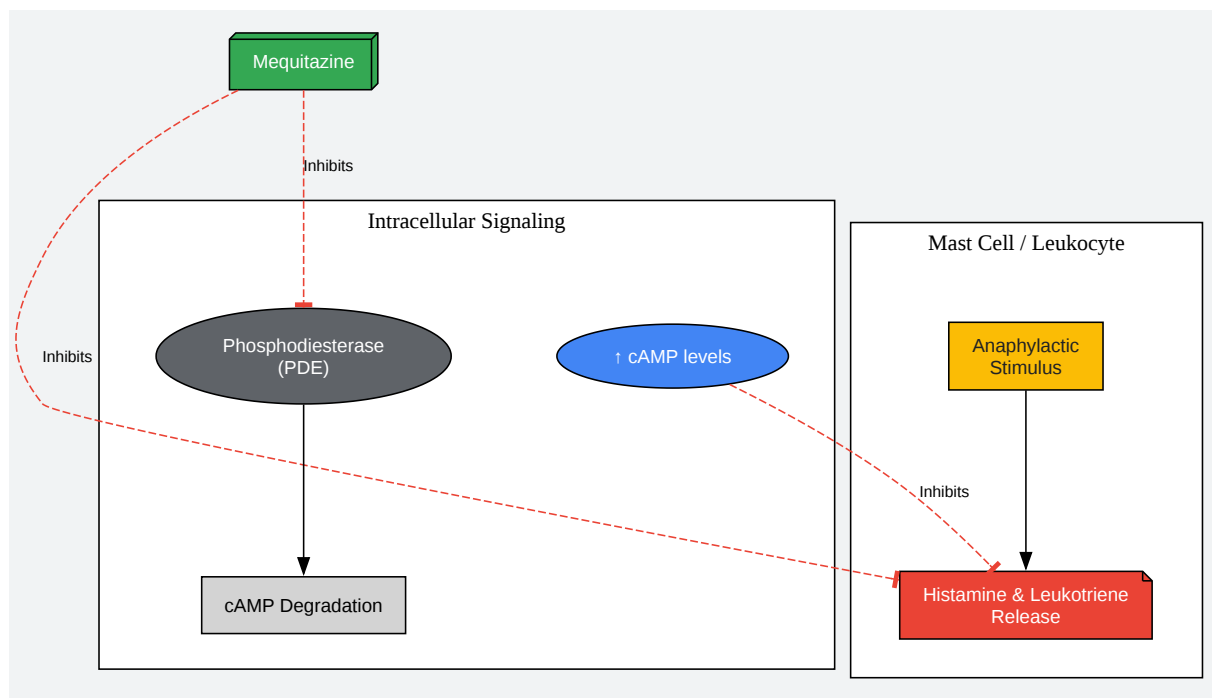 Mequitazine
Inhibits
Intracellular Signaling
Mast Cell / Leukocyte
Phosphodiesterase
(PDE)
↑ cAMP levels
Anaphylactic
Stimulus
Inhibits
Inhibits
cAMP Degradation
Histamine & Leukotriene
Release